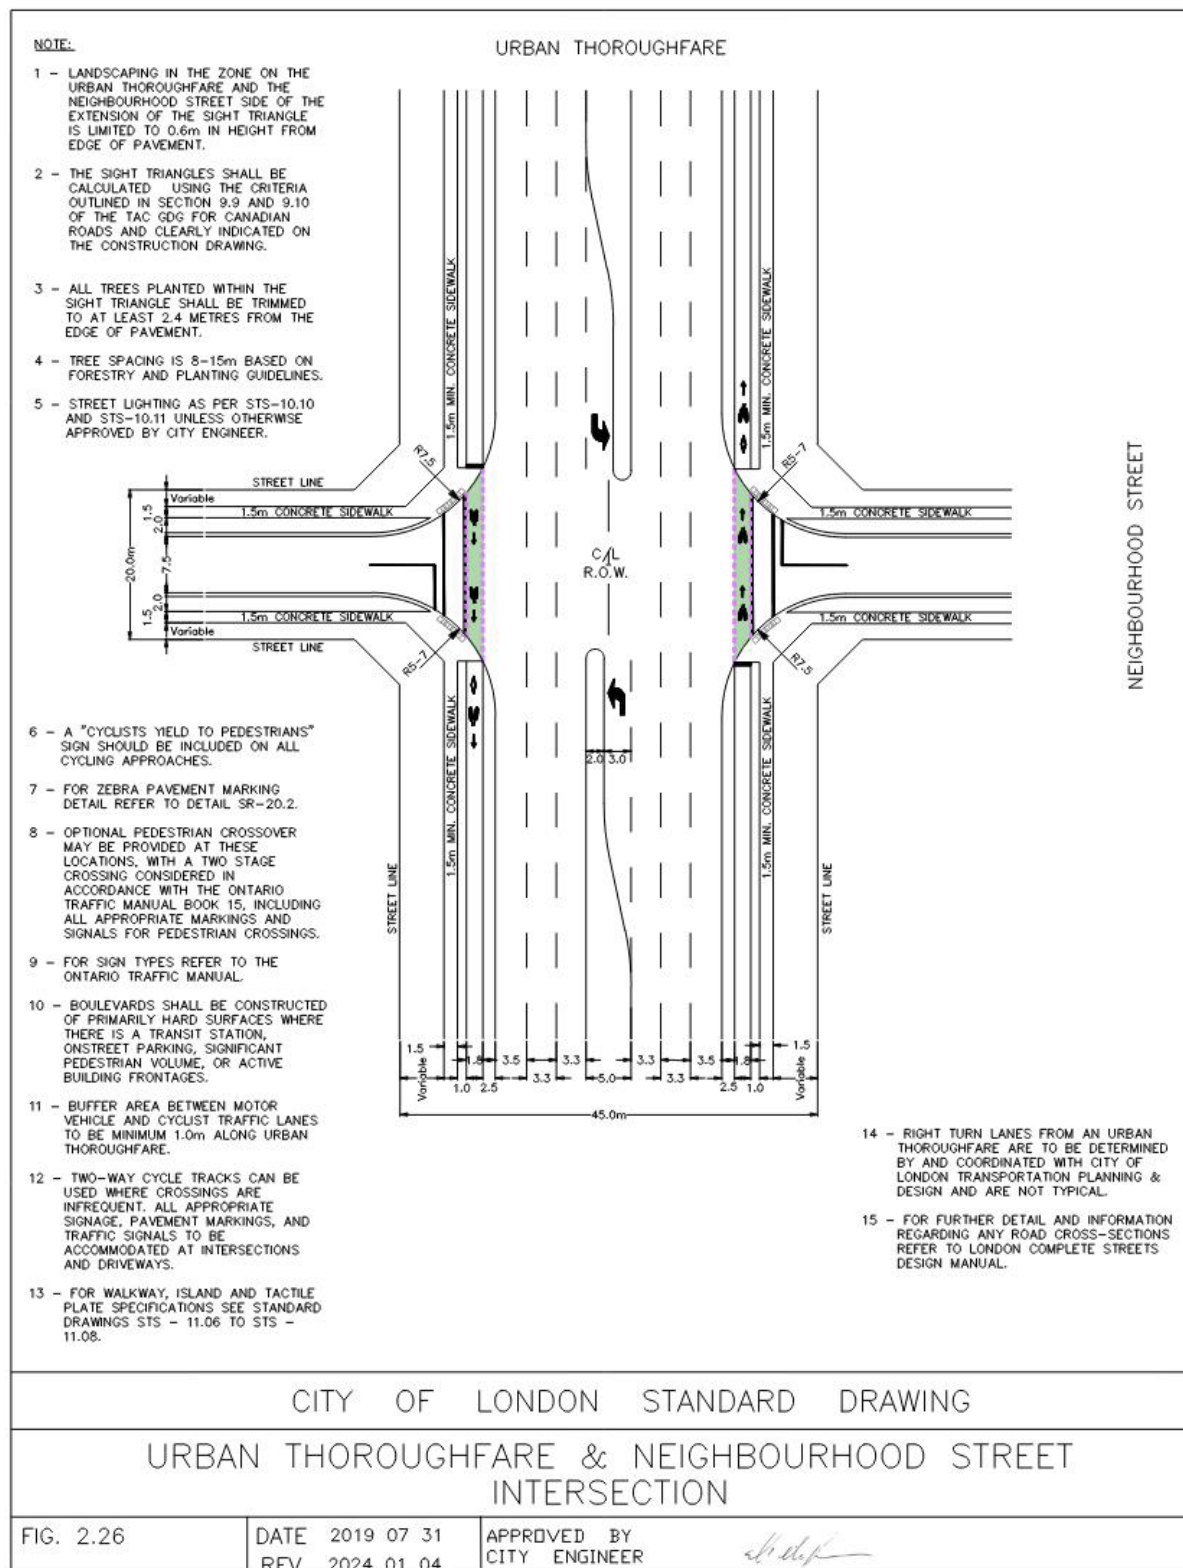 NOTE:
URBAN THOROUGHFARE
1 – LANDSCAPING IN THE ZONE ON THE
URBAN THOROUGHFARE AND THE
NEIGHBOURHOOD STREET SIDE OF THE
EXTENSION OF THE SIGHT TRIANGLE
IS LIMITED TO 0.6m IN HEIGHT FROM
EDGE OF PAVEMENT.
2 – THE SIGHT TRIANGLES SHALL BE
CALCULATED USING THE CRITERIA
OUTLINED IN SECTION 9.9 AND 9.10
OF THE TAC GDG FOR CANADIAN
ROADS AND CLEARLY INDICATED ON
THE CONSTRUCTION DRAWING.
3 – ALL TREES PLANTED WITHIN THE
SIGHT TRIANGLE SHALL BE TRIMMED
TO AT LEAST 2.4 METRES FROM THE
EDGE OF PAVEMENT.
4 – TREE SPACING IS 8–15m BASED ON
FORESTRY AND PLANTING GUIDELINES.
5 – STREET LIGHTING AS PER STS–10.10
AND STS–10.11 UNLESS OTHERWISE
APPROVED BY CITY ENGINEER.
1.5m MIN. CONCRETE SIDEWALK
1.5m MIN. CONCRETE SIDEWALK
R7.5
R5–7
STREET LINE
Variable
1.5m CONCRETE SIDEWALK
1.5m CONCRETE SIDEWALK
1.5
2.0
20.0m
7.5
C/L
R.O.W.
NEIGHBOURHOOD STREET
2.0
1.5
1.5m CONCRETE SIDEWALK
1.5m CONCRETE SIDEWALK
Variable
STREET LINE
R5–7
R7.5
6 – A "CYCLISTS YIELD TO PEDESTRIANS"
SIGN SHOULD BE INCLUDED ON ALL
CYCLING APPROACHES.
7 – FOR ZEBRA PAVEMENT MARKING
DETAIL REFER TO DETAIL SR–20.2.
8 – OPTIONAL PEDESTRIAN CROSSOVER
MAY BE PROVIDED AT THESE
LOCATIONS, WITH A TWO STAGE
CROSSING CONSIDERED IN
ACCORDANCE WITH THE ONTARIO
TRAFFIC MANUAL BOOK 15, INCLUDING
ALL APPROPRIATE MARKINGS AND
SIGNALS FOR PEDESTRIAN CROSSINGS.
9 – FOR SIGN TYPES REFER TO THE
ONTARIO TRAFFIC MANUAL.
10 – BOULEVARDS SHALL BE CONSTRUCTED
OF PRIMARILY HARD SURFACES WHERE
THERE IS A TRANSIT STATION,
ONSTREET PARKING, SIGNIFICANT
PEDESTRIAN VOLUME, OR ACTIVE
BUILDING FRONTAGES.
11 – BUFFER AREA BETWEEN MOTOR
VEHICLE AND CYCLIST TRAFFIC LANES
TO BE MINIMUM 1.0m ALONG URBAN
THOROUGHFARE.
12 – TWO–WAY CYCLE TRACKS CAN BE
USED WHERE CROSSINGS ARE
INFREQUENT. ALL APPROPRIATE
SIGNAGE, PAVEMENT MARKINGS, AND
TRAFFIC SIGNALS TO BE
ACCOMMODATED AT INTERSECTIONS
AND DRIVEWAYS.
13 – FOR WALKWAY, ISLAND AND TACTILE
PLATE SPECIFICATIONS SEE STANDARD
DRAWINGS STS – 11.06 TO STS –
11.08.
2.0 3.0
1.5m MIN. CONCRETE SIDEWALK
1.5m MIN. CONCRETE SIDEWALK
STREET LINE
STREET LINE
1.5 1.8 3.5 3.3 3.3 3.5 1.8 1.5
Variable 1.0 2.5 3.3 5.0 3.3 2.5 1.0 Variable
45.0m
14 – RIGHT TURN LANES FROM AN URBAN
THOROUGHFARE ARE TO BE DETERMINED
BY AND COORDINATED WITH CITY OF
LONDON TRANSPORTATION PLANNING &
DESIGN AND ARE NOT TYPICAL.
15 – FOR FURTHER DETAIL AND INFORMATION
REGARDING ANY ROAD CROSS–SECTIONS
REFER TO LONDON COMPLETE STREETS
DESIGN MANUAL.
CITY OF LONDON STANDARD DRAWING
URBAN THOROUGHFARE & NEIGHBOURHOOD STREET
INTERSECTION
FIG. 2.26
DATE 2019 07 31
REV. 2024 01 04
APPROVED BY
CITY ENGINEER